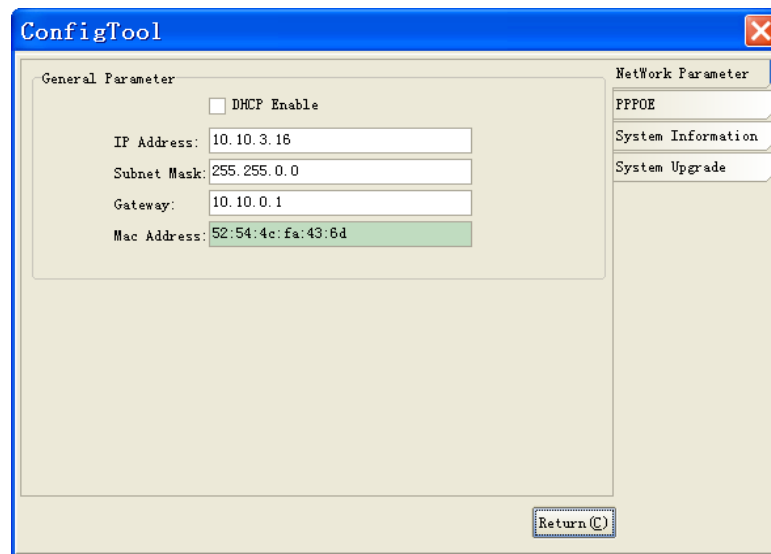 ConfigTool
General Parameter
DHCP Enable
IP Address: 10.10.3.16
Subnet Mask: 255.255.0.0
Gateway: 10.10.0.1
Mac Address: 52:54:4c:fa:43:6d
NetWork Parameter
PPPOE
System Information
System Upgrade
Return(C)